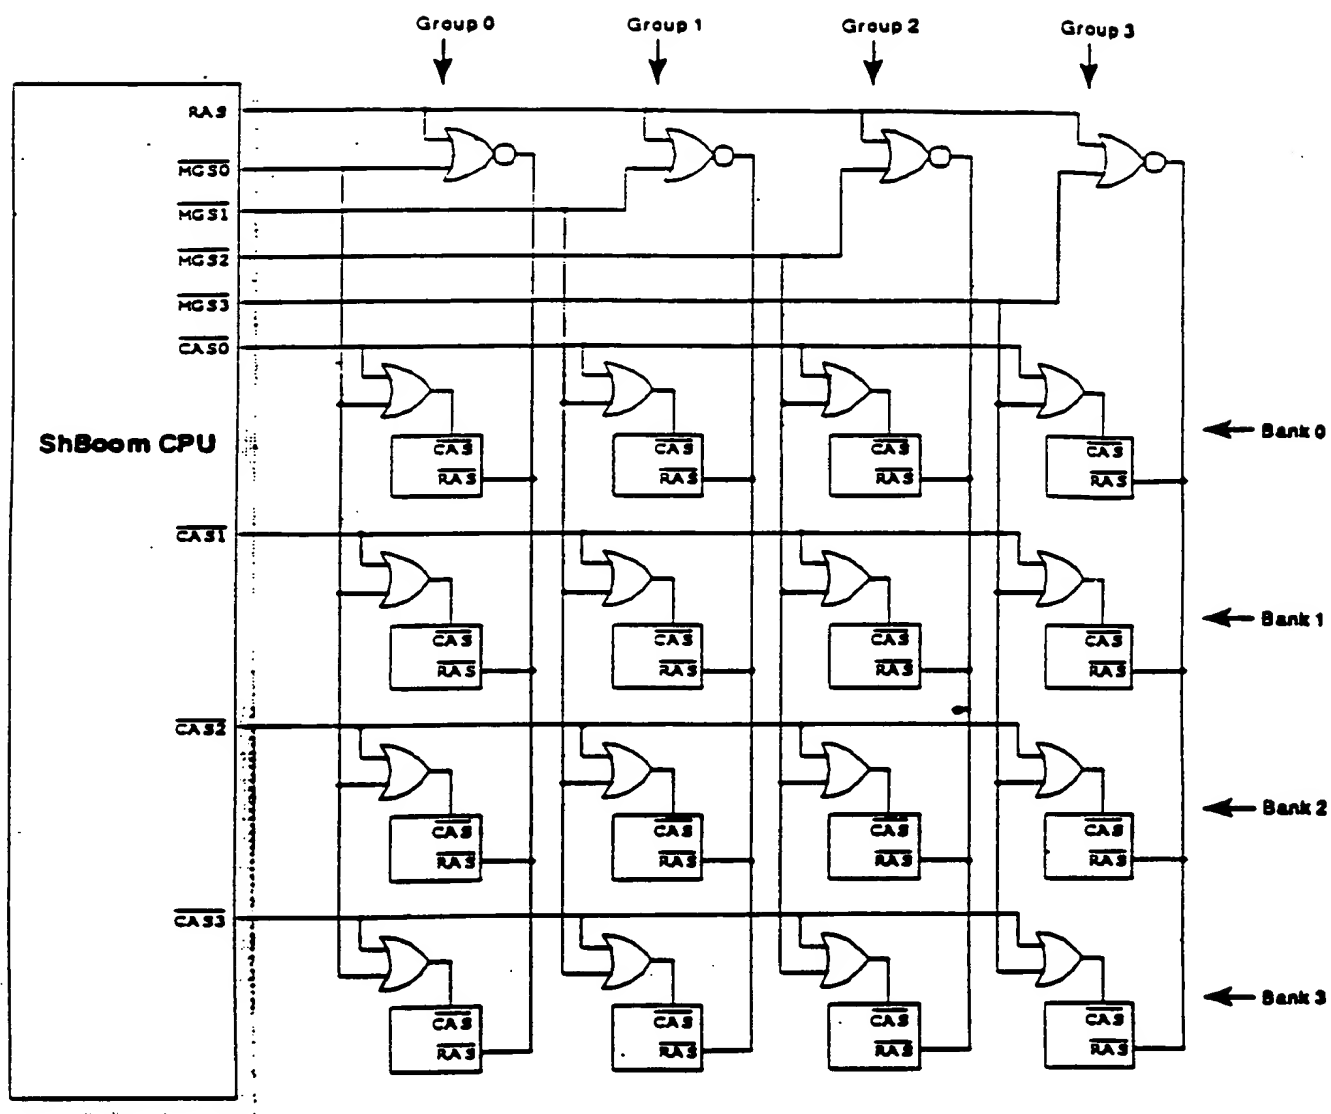 Group 0 Group 1 Group 2 Group 3
RAS
MGS0
MGS1
MGS2
MGS3
CAS0
ShBoom CPU
CAS CAS CAS CAS
RAS RAS RAS RAS
Bank 0
CAS1
CAS CAS CAS CAS
RAS RAS RAS RAS
Bank 1
CAS2
CAS CAS CAS CAS
RAS RAS RAS RAS
Bank 2
CAS3
CAS CAS CAS CAS
RAS RAS RAS RAS
Bank 3